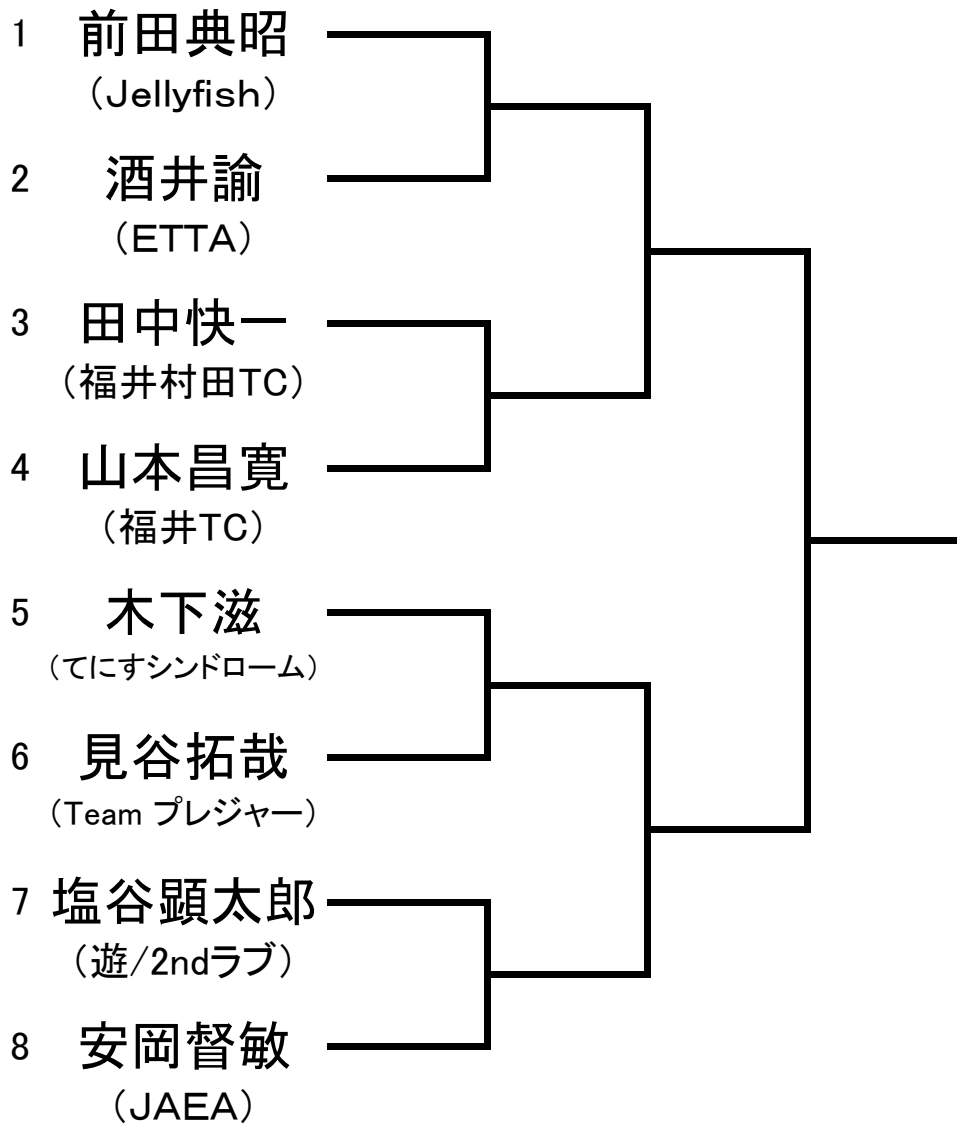 1 前田典昭
（Jellyfish）
2 酒井諭
（ETTA）
3 田中快一
（福井村田TC）
4 山本昌寛
（福井TC）
5 木下滋
（てにすシンドローム）
6 見谷拓哉
（Team プレジャー）
7 塩谷顕太郎
（遊/2ndラブ）
8 安岡督敏
（JAEA）